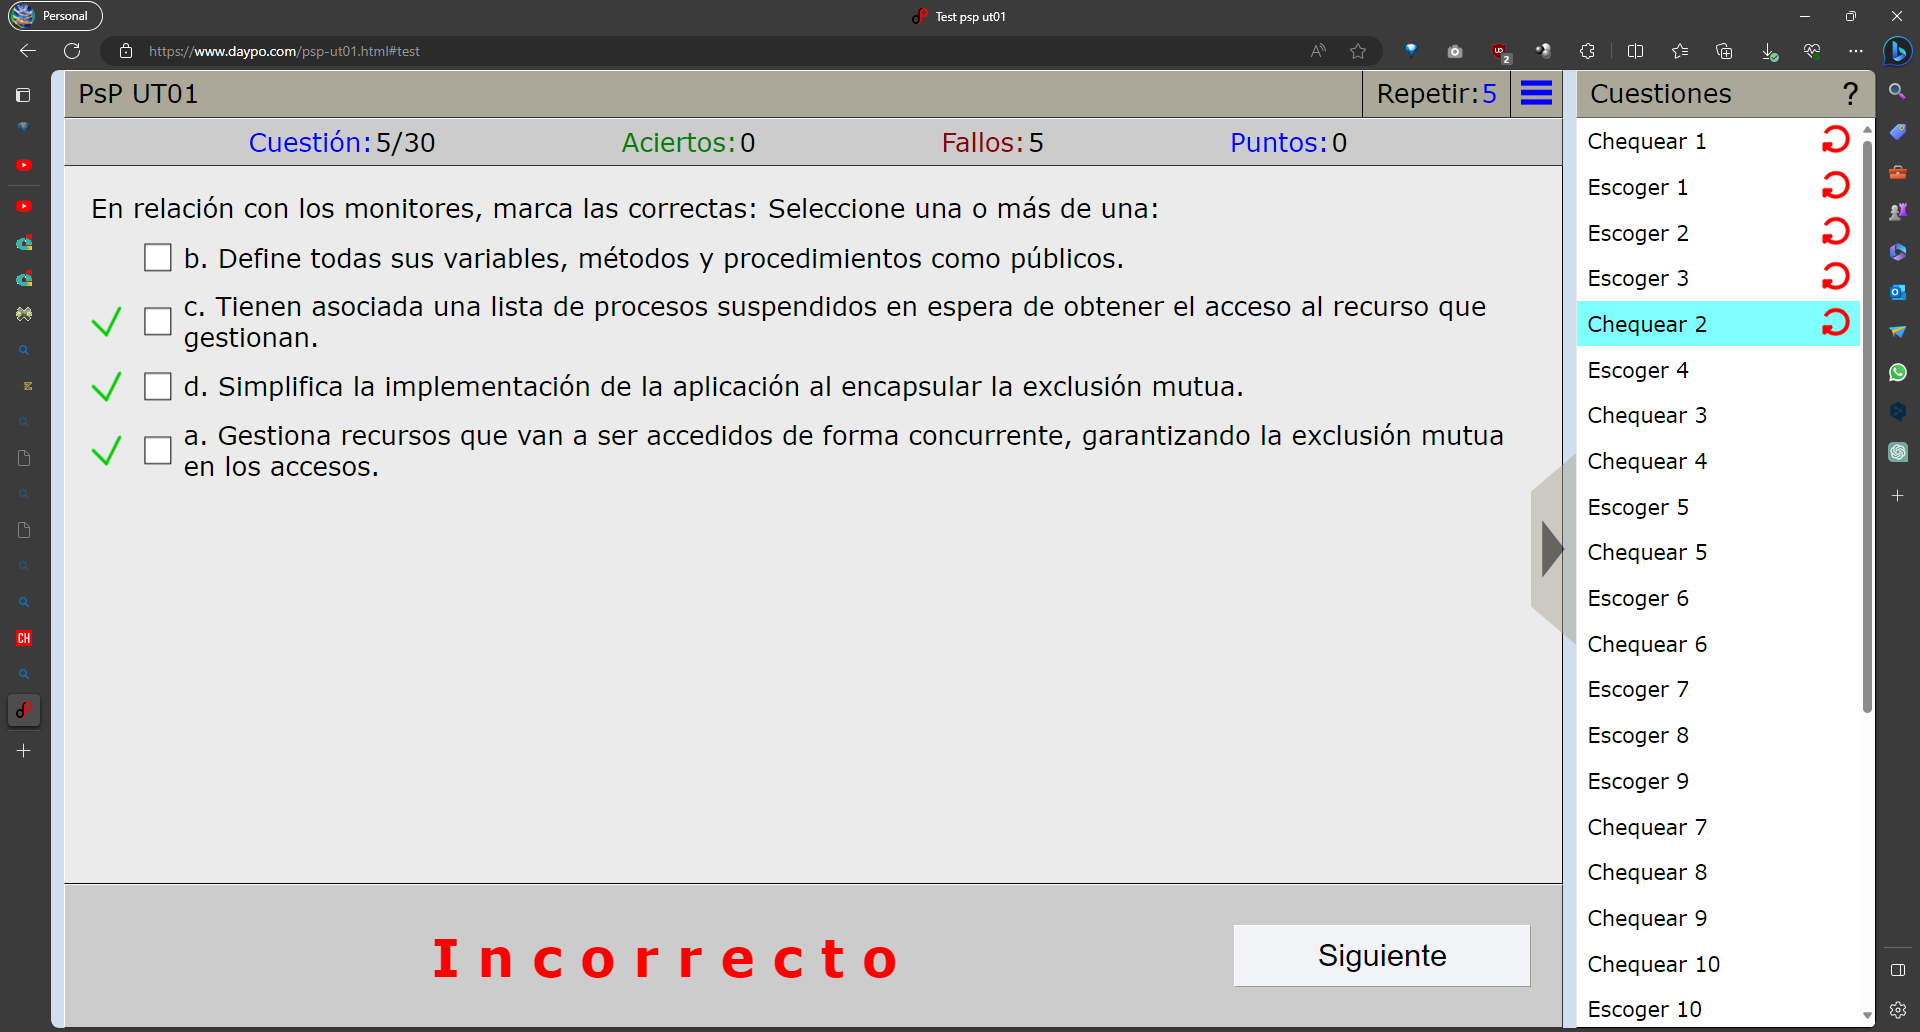 Personal
Test psp ut01
https://www.daypo.com/psp-ut01.html#test
PsP UT01
Repetir:5
Cuestiones
?
Cuestión:5/30
Aciertos:0
Fallos:5
Puntos:0
En relación con los monitores, marca las correctas: Seleccione una o más de una:
b. Define todas sus variables, métodos y procedimientos como públicos.
c. Tienen asociada una lista de procesos suspendidos en espera de obtener el acceso al recurso que
gestionan.
d. Simplifica la implementación de la aplicación al encapsular la exclusión mutua.
a. Gestiona recursos que van a ser accedidos de forma concurrente, garantizando la exclusión mutua
en los accesos.
Incorrecto
Siguiente
Chequear 1
Escoger 1
Escoger 2
Escoger 3
Chequear 2
Escoger 4
Chequear 3
Chequear 4
Escoger 5
Chequear 5
Escoger 6
Chequear 6
Escoger 7
Escoger 8
Escoger 9
Chequear 7
Chequear 8
Chequear 9
Chequear 10
Escoger 10
CH
2